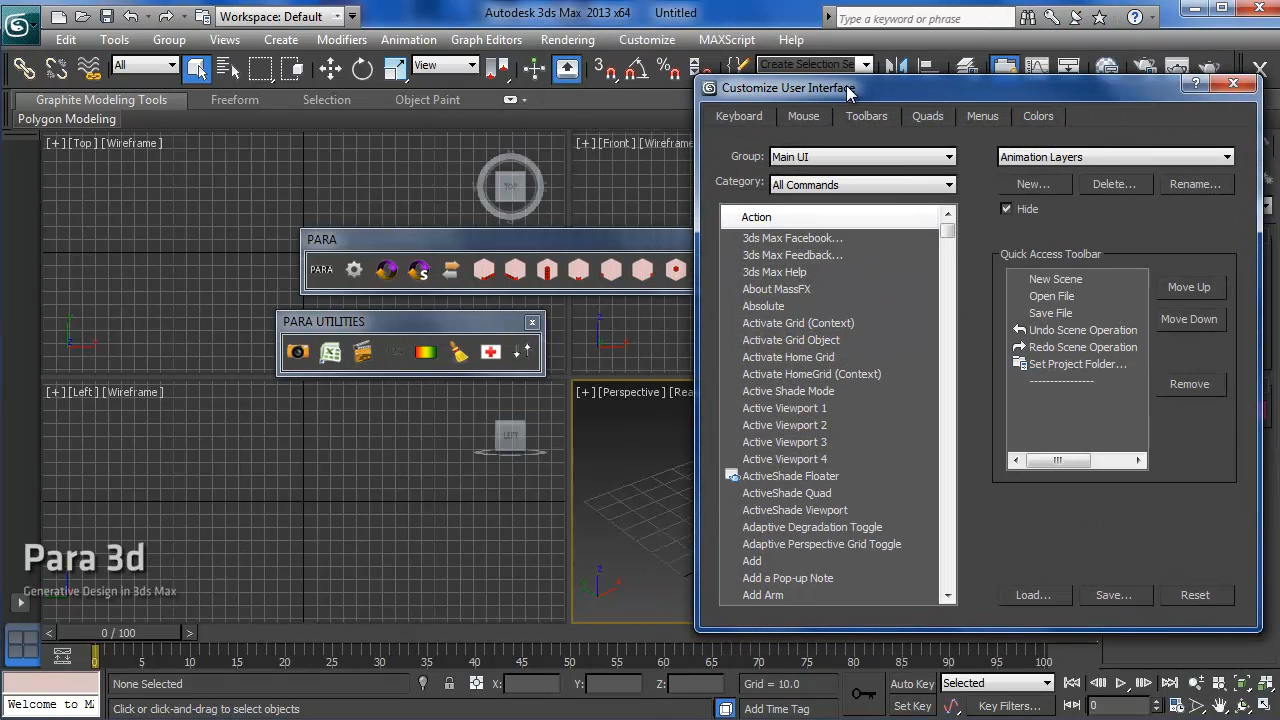 Workspace: Default
Autodesk 3ds Max 2013 x64
Untitled
Type a keyword or phrase
Edit
Tools
Group
Views
Create
Modifiers
Animation
Graph Editors
Rendering
Customize
MAXScript
Help
All
View
3
%
Create Selection Se
Graphite Modeling Tools
Freeform
Selection
Object Paint
Polygon Modeling
[+] [Top] [Wireframe]
[+] [Front] [Wirefram
TOP
PARA
PARA
S
PARA UTILITIES
[+] [Left] [Wireframe]
[+] [Perspective] [Rea
LEFT
z
x
y
Customize User Interface
Keyboard
Mouse
Toolbars
Quads
Menus
Colors
Group:
Main UI
Category:
All Commands
Action
3ds Max Facebook...
3ds Max Feedback...
3ds Max Help
About MassFX
Absolute
Activate Grid (Context)
Activate Grid Object
Activate Home Grid
Activate HomeGrid (Context)
Active Shade Mode
Active Viewport 1
Active Viewport 2
Active Viewport 3
Active Viewport 4
ActiveShade Floater
ActiveShade Quad
ActiveShade Viewport
Adaptive Degradation Toggle
Adaptive Perspective Grid Toggle
Add
Add a Pop-up Note
Add Arm
Animation Layers
New...
Delete...
Rename...
Hide
Quick Access Toolbar
New Scene
Open File
Save File
Undo Scene Operation
Redo Scene Operation
Set Project Folder...
----------------
Move Up
Move Down
Remove
Load...
Save...
Reset
Para 3d
Generative Design in 3ds Max
< 0 / 100 >
0 5 10 15 20 25 30 35 40 45 50 55 60 65 70 75 80 85 90 95 100
None Selected
X:
Y:
Z:
Grid = 10.0
Auto Key
Selected
Welcome to MA
Click or click-and-drag to select objects
Add Time Tag
Set Key
Key Filters...
0